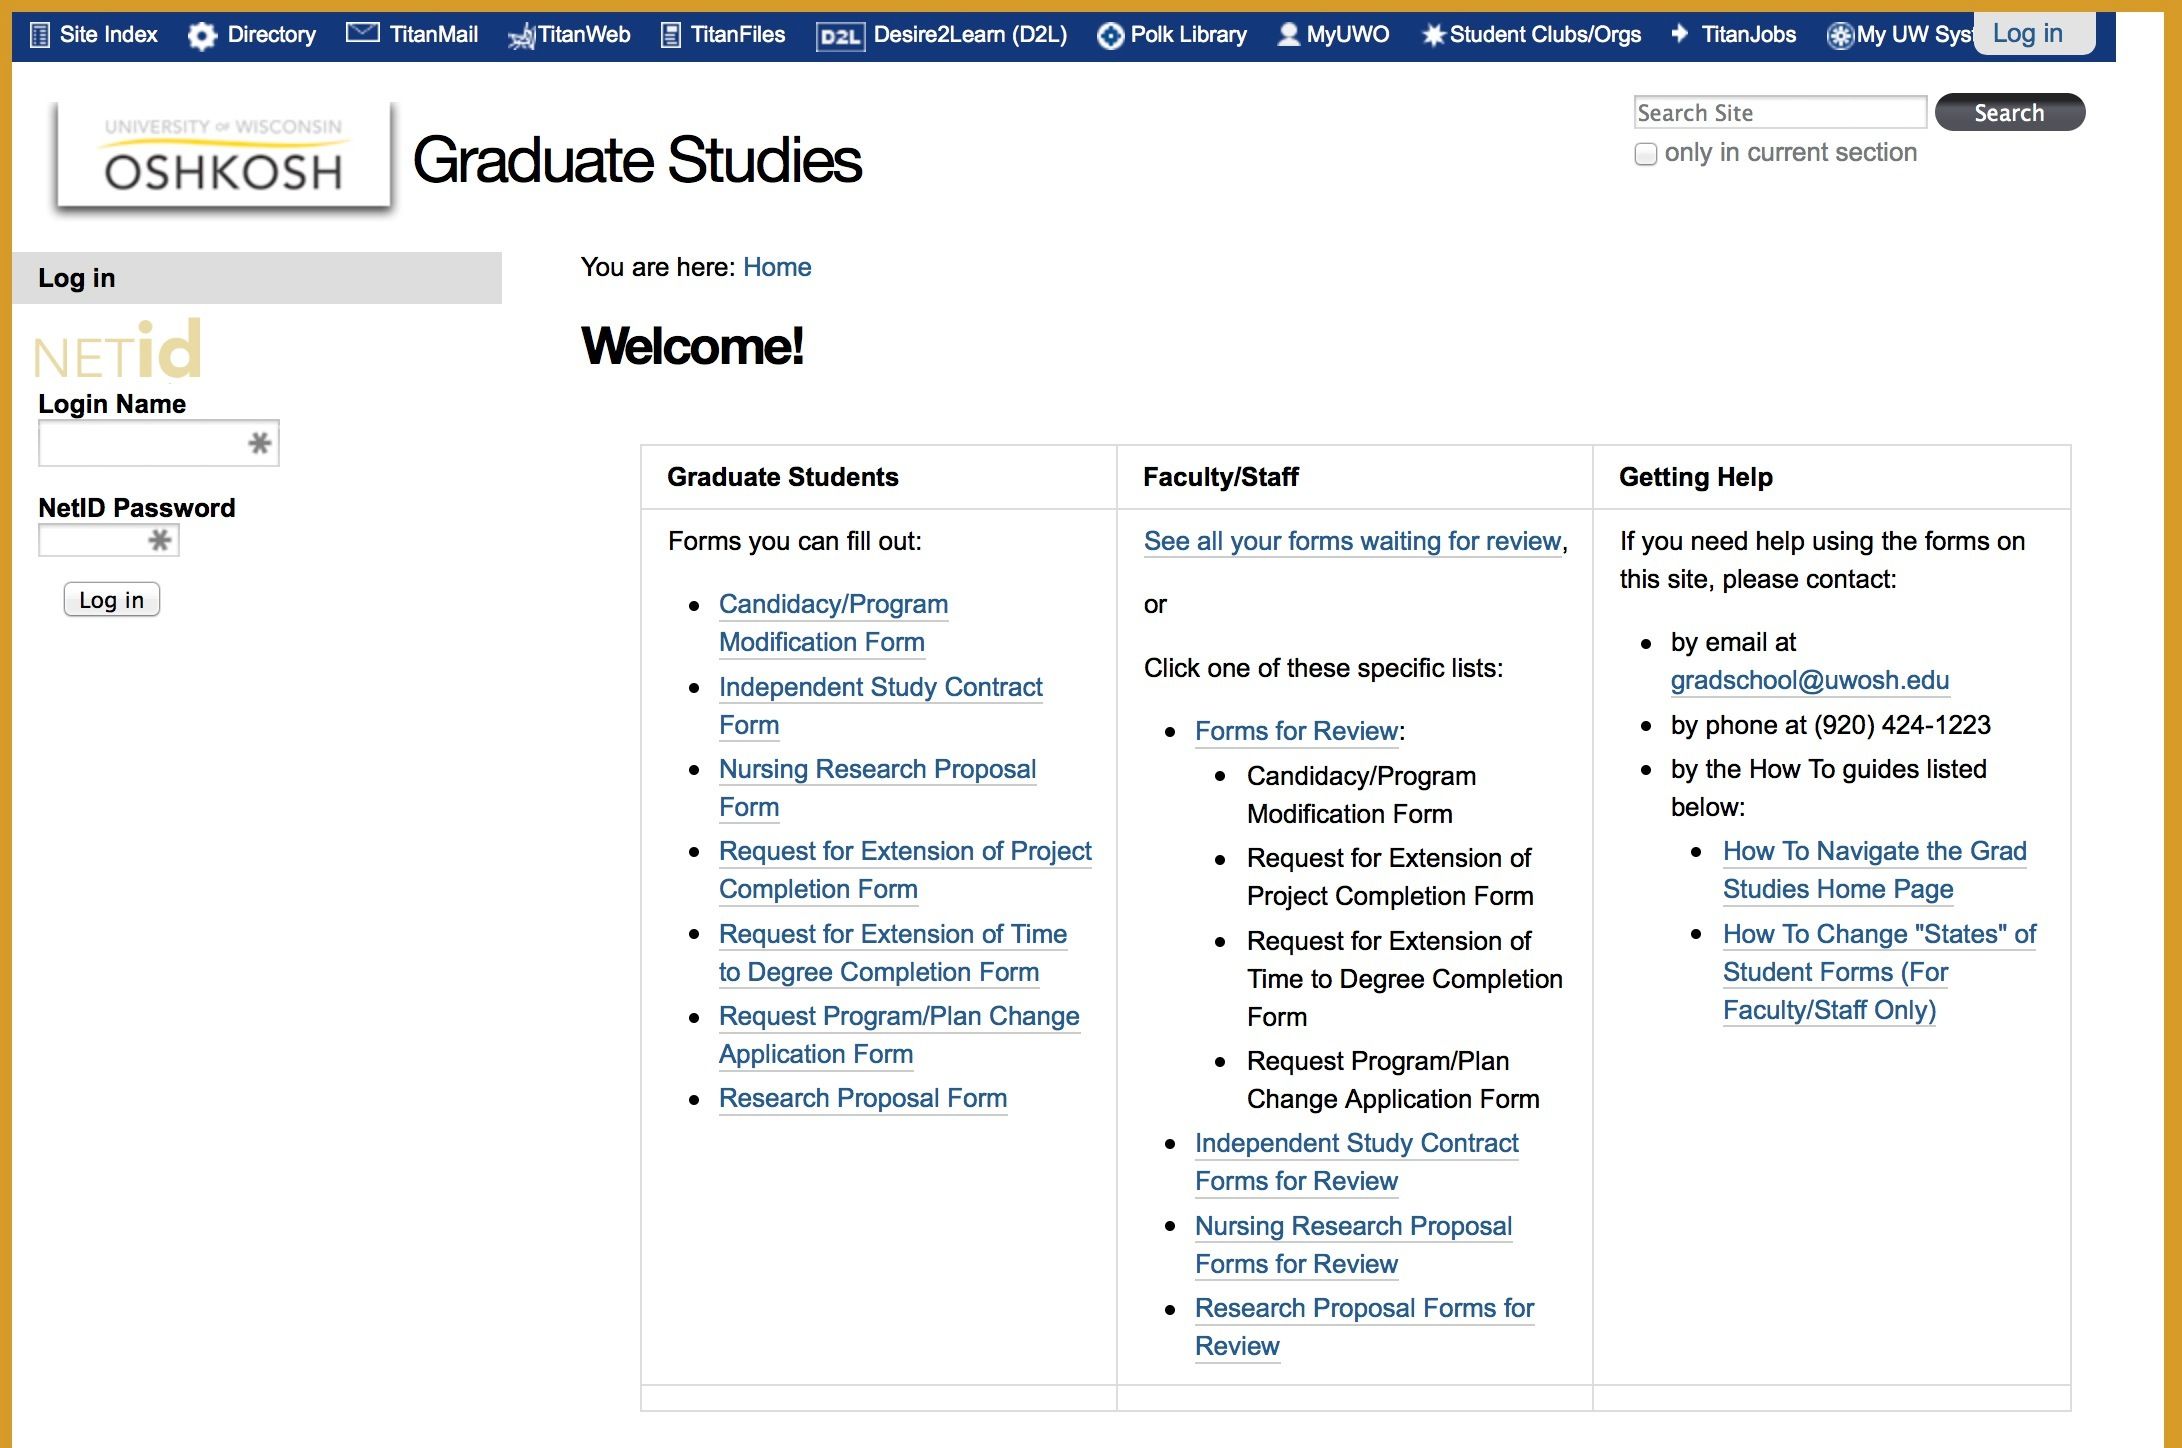 Site Index Directory TitanMail TitanWeb TitanFiles D2L Desire2Learn (D2L) Polk Library MyUWO Student Clubs/Orgs TitanJobs My UW Syst Log in
UNIVERSITY OF WISCONSIN
OSHKOSH
Graduate Studies
Search Site Search
only in current section
Log in
NETid
Login Name
NetID Password
Log in
You are here: Home
Welcome!
Graduate Students
Forms you can fill out:
Candidacy/Program
Modification Form
Independent Study Contract
Form
Nursing Research Proposal
Form
Request for Extension of Project
Completion Form
Request for Extension of Time
to Degree Completion Form
Request Program/Plan Change
Application Form
Research Proposal Form
Faculty/Staff
See all your forms waiting for review,
or
Click one of these specific lists:
Forms for Review:
Candidacy/Program
Modification Form
Request for Extension of
Project Completion Form
Request for Extension of
Time to Degree Completion
Form
Request Program/Plan
Change Application Form
Independent Study Contract
Forms for Review
Nursing Research Proposal
Forms for Review
Research Proposal Forms for
Review
Getting Help
If you need help using the forms on
this site, please contact:
by email at
gradschool@uwosh.edu
by phone at (920) 424-1223
by the How To guides listed
below:
How To Navigate the Grad
Studies Home Page
How To Change "States" of
Student Forms (For
Faculty/Staff Only)